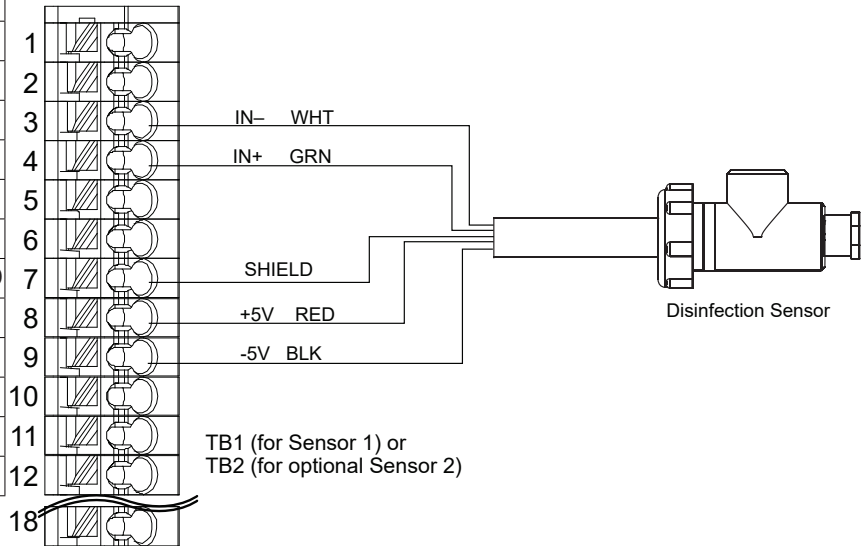 1
2
3 IN– WHT
4 IN+ GRN
5
6
7 SHIELD
8 +5V RED
9 -5V BLK
10
11
12
18
Disinfection Sensor
TB1 (for Sensor 1) or
TB2 (for optional Sensor 2)